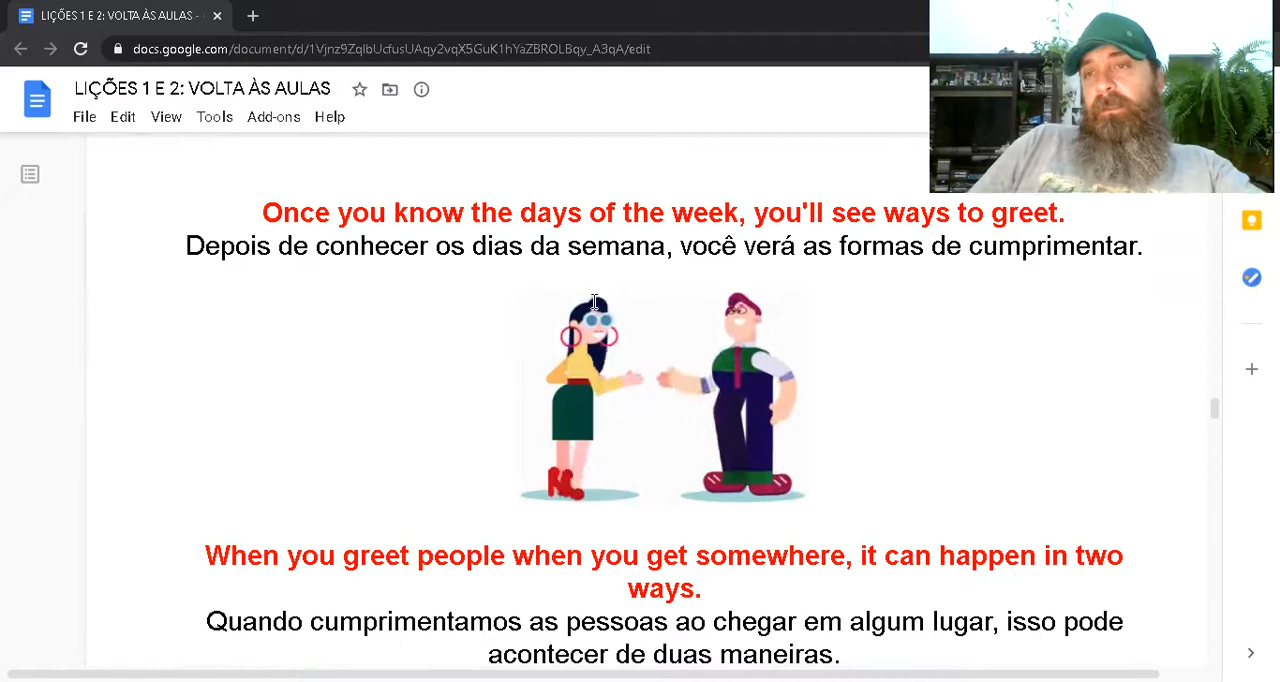 LIÇÕES 1 E 2: VOLTA ÀS AULAS -
docs.google.com/document/d/1Vjnz9ZqlbUcfusUAqy2vqX5GuK1hYaZBROLBqy_A3qA/edit
LIÇÕES 1 E 2: VOLTA ÀS AULAS
File Edit View Tools Add-ons Help
Once you know the days of the week, you'll see ways to greet.
Depois de conhecer os dias da semana, você verá as formas de cumprimentar.
When you greet people when you get somewhere, it can happen in two
ways.
Quando cumprimentamos as pessoas ao chegar em algum lugar, isso pode
acontecer de duas maneiras.